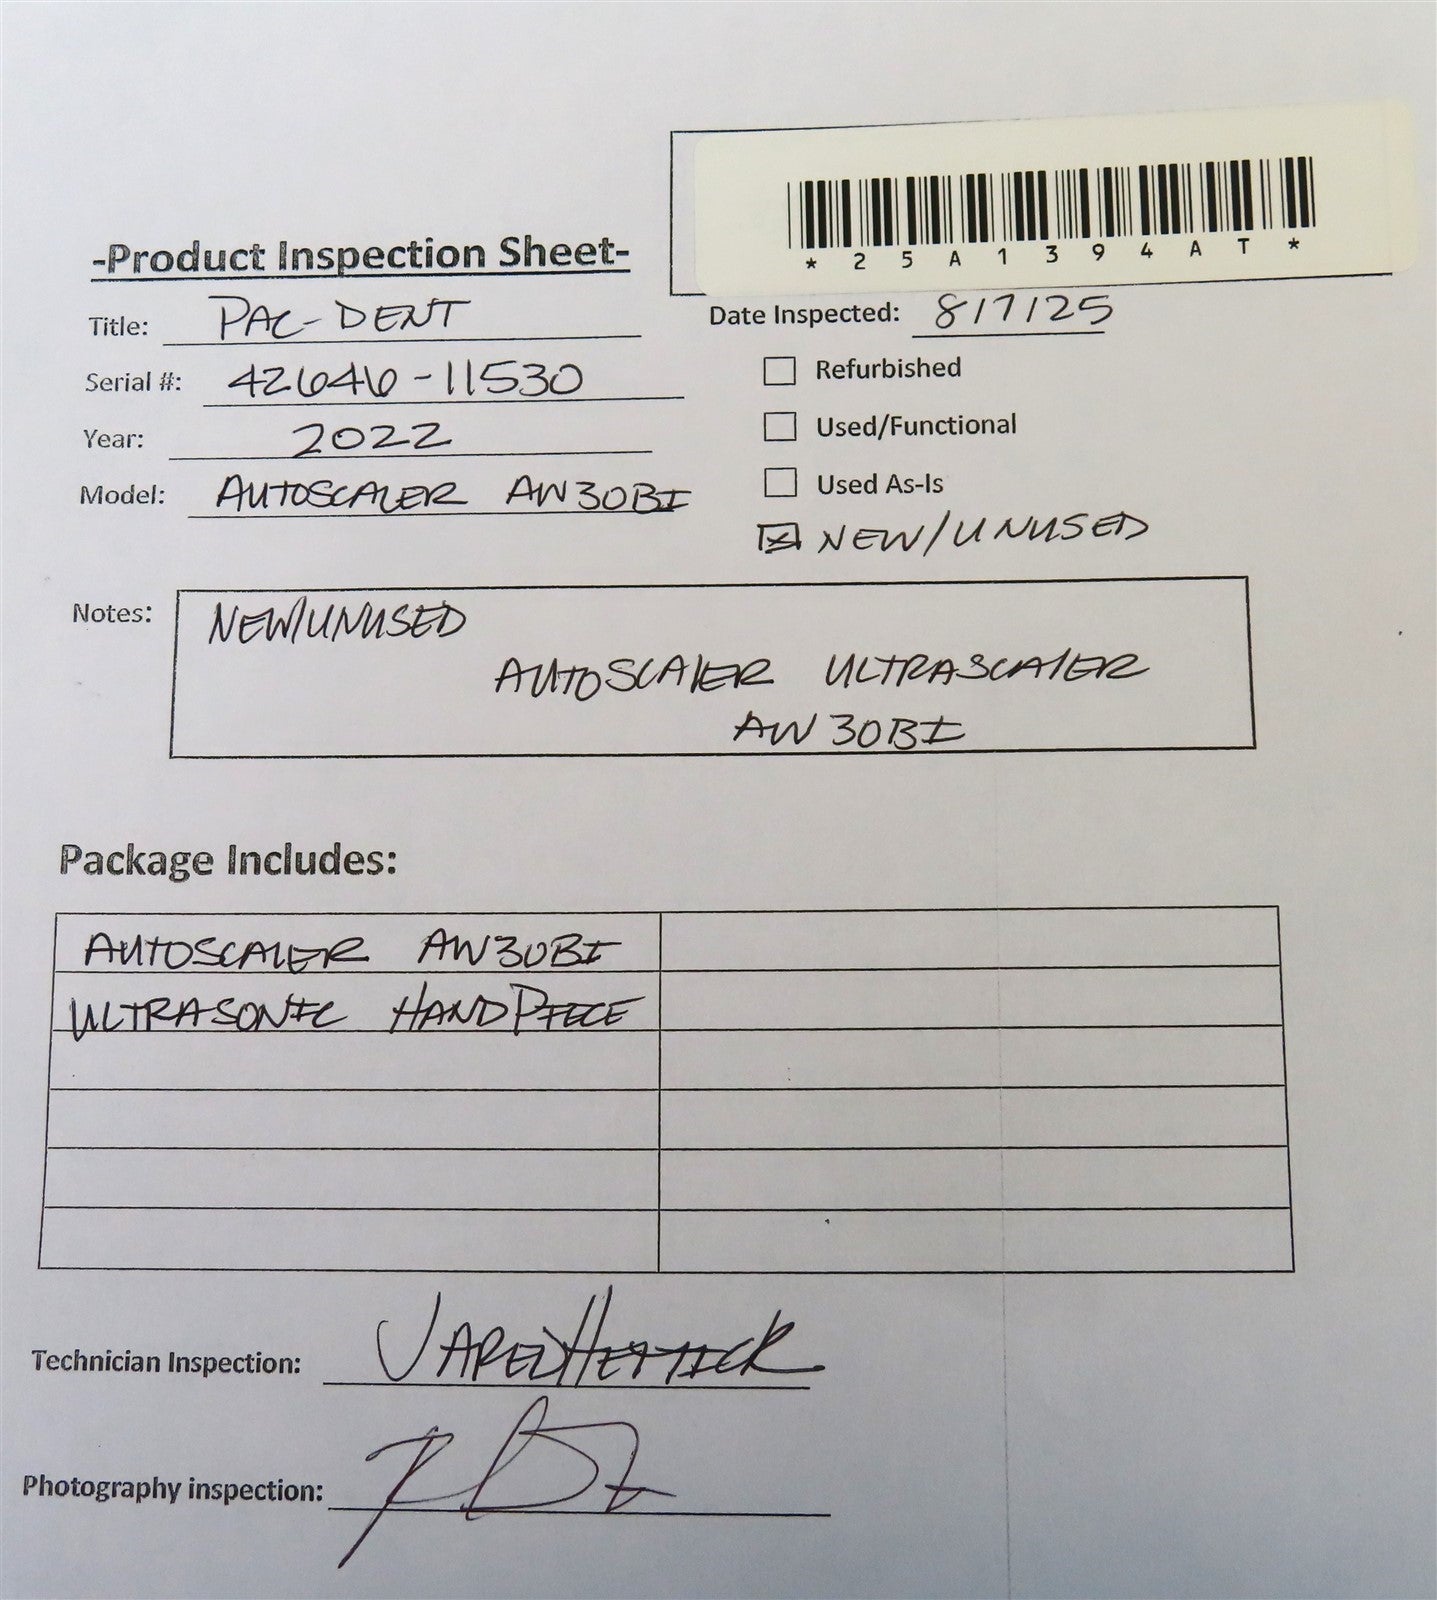 *25A1394AT*
-Product Inspection Sheet-
Title: PAC-DENT
Date Inspected: 8/7/25
Serial #: 42646-11530
Refurbished
Year: 2022
Used/Functional
Model: AUTOSCALER AW30BI
Used As-Is
NEW/UNUSED
Notes: NEW/UNUSED
AUTOSCALER ULTRASCALER
AW30BI
Package Includes:
AUTOSCALER AW30BI
ULTRASONIC HANDPIECE
Technician Inspection:
Photography inspection: